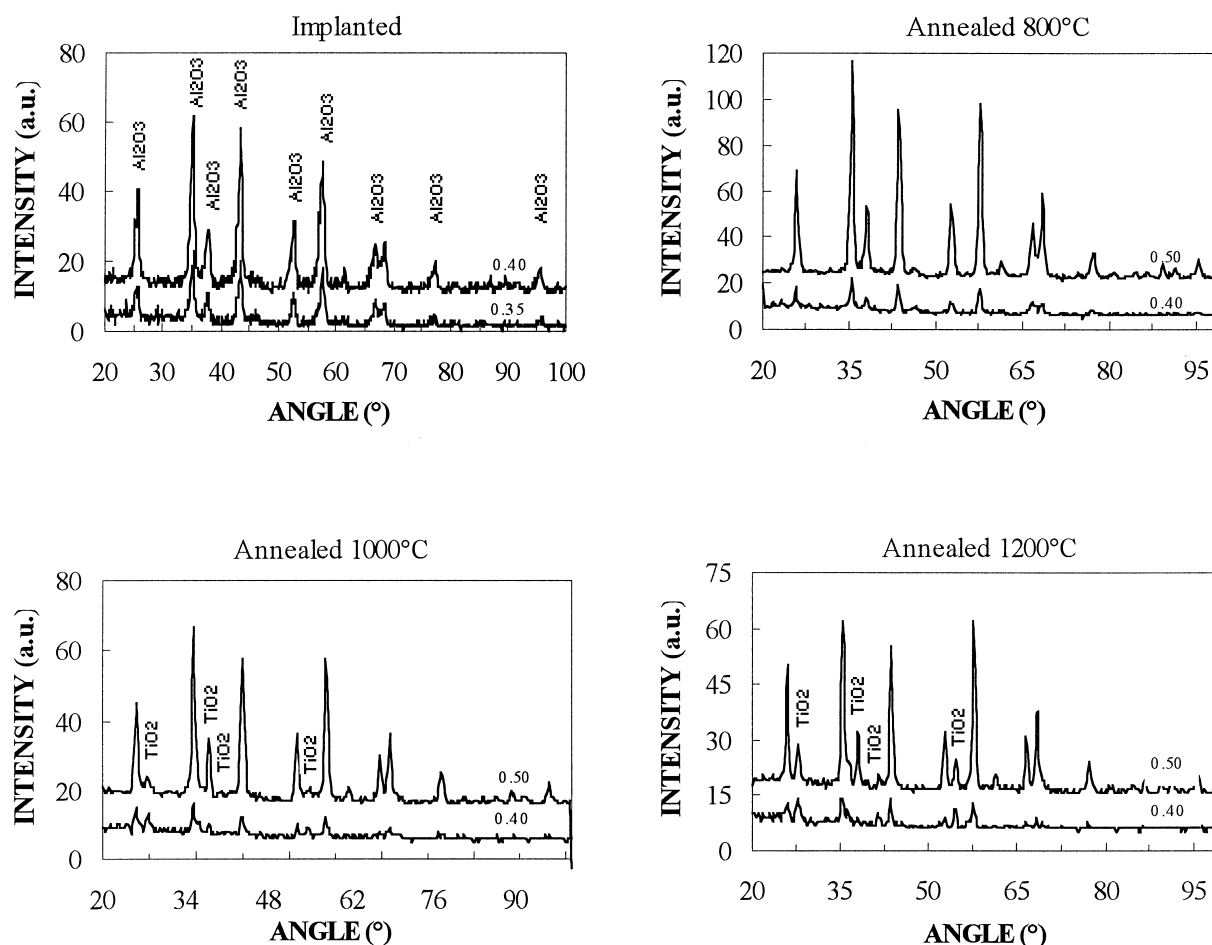 Implanted
INTENSITY (a.u.)
80
60
40
20
0
Al2O3
Al2O3
Al2O3
Al2O3
Al2O3
Al2O3
Al2O3
Al2O3
Al2O3
0.40
0.35
20 30 44 53 60 70 80 90 100
ANGLE (°)
Annealed 800°C
INTENSITY (a.u.)
120
100
80
60
40
20
0
0.50
0.40
20 35 50 65 80 95
ANGLE (°)
Annealed 1000°C
INTENSITY (a.u.)
80
60
40
20
0
TiO2
TiO2
TiO2
TiO2
0.50
0.40
20 34 48 62 76 90
ANGLE (°)
Annealed 1200°C
INTENSITY (a.u.)
75
60
45
30
15
0
TiO2
TiO2
TiO2
TiO2
0.50
0.40
20 35 50 65 80 95
ANGLE (°)